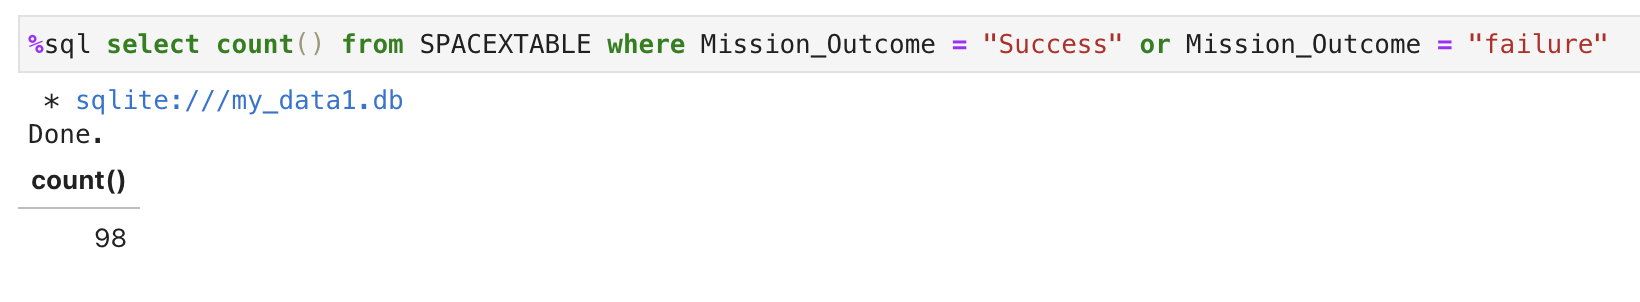 %sql select count() from SPACEXTABLE where Mission_Outcome = "Success" or Mission_Outcome = "failure"
* sqlite:///my_data1.db
Done.
count()
98